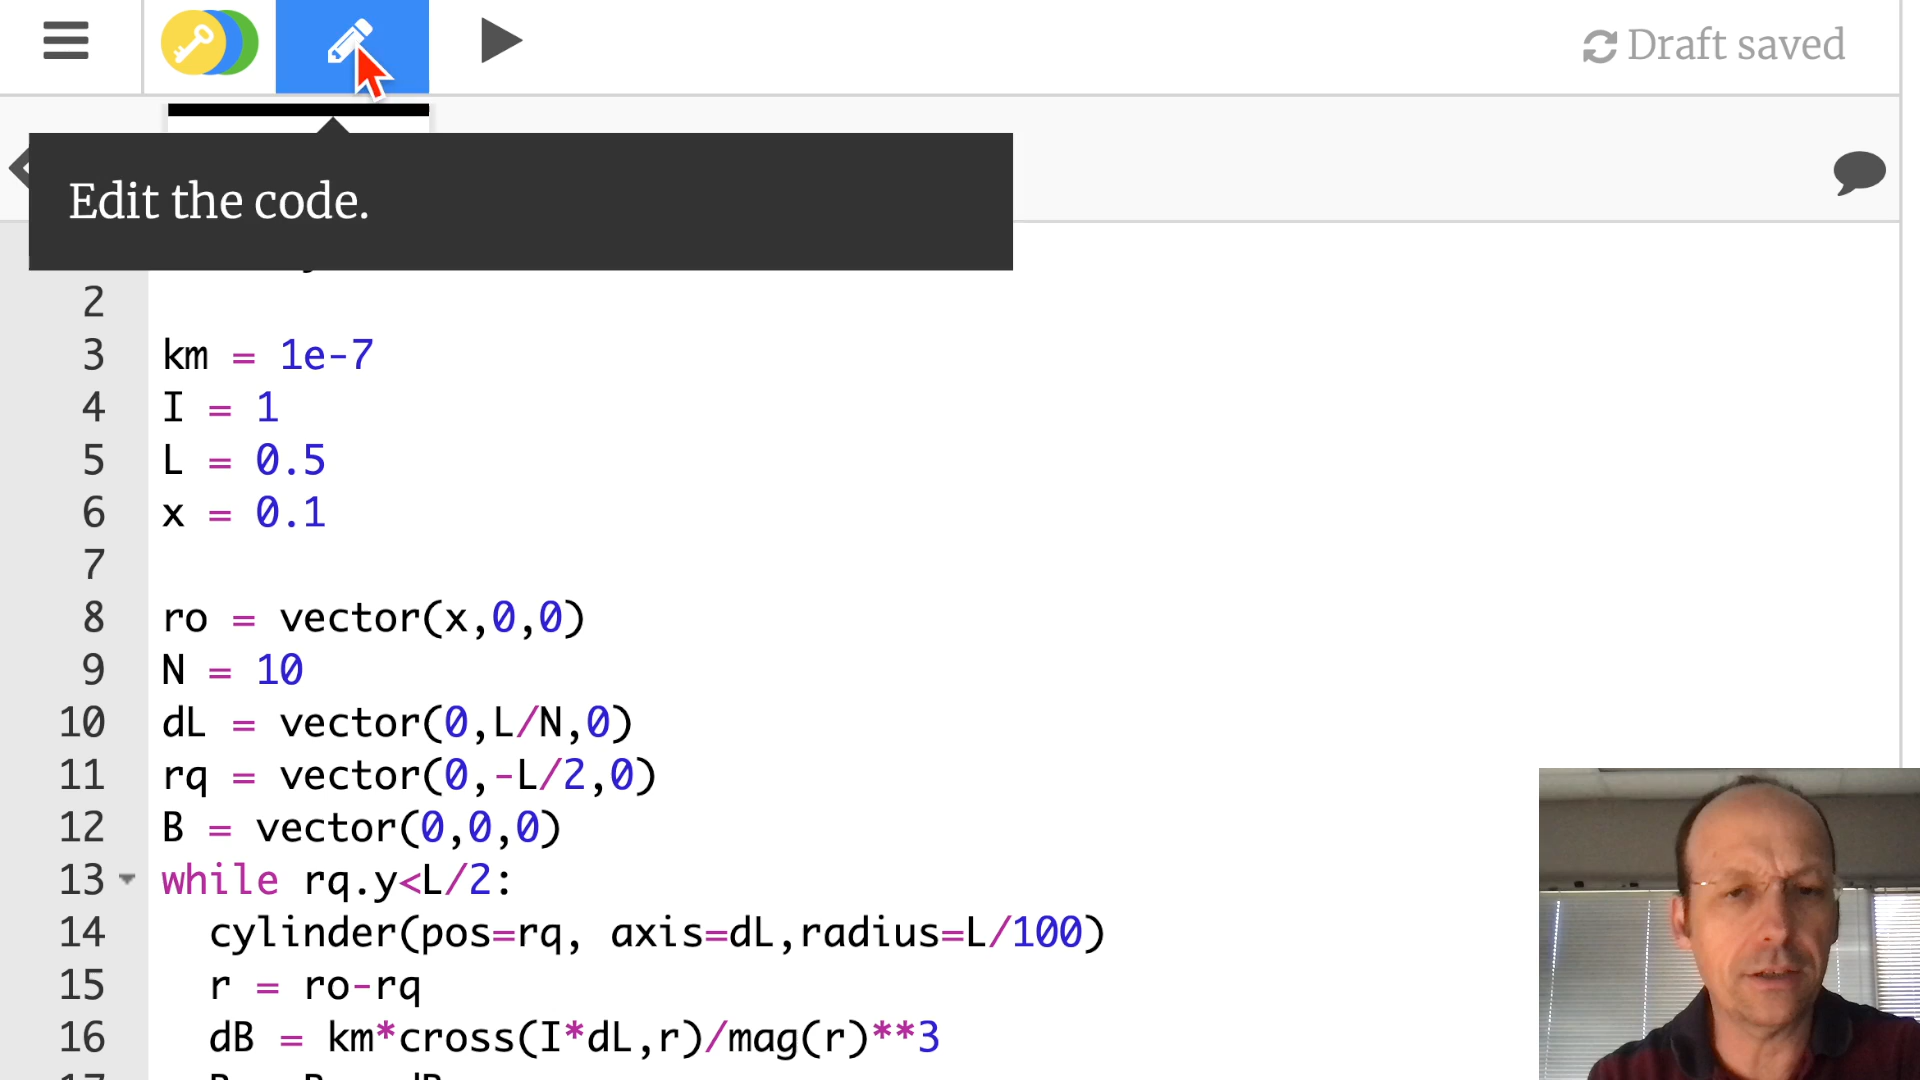 Draft saved
Edit the code.
2
3 km = 1e-7
4 I = 1
5 L = 0.5
6 x = 0.1
7
8 ro = vector(x,0,0)
9 N = 10
10 dL = vector(0,L/N,0)
11 rq = vector(0,-L/2,0)
12 B = vector(0,0,0)
13 while rq.y<L/2:
14 cylinder(pos=rq, axis=dL,radius=L/100)
15 r = ro-rq
16 dB = km*cross(I*dL,r)/mag(r)**3